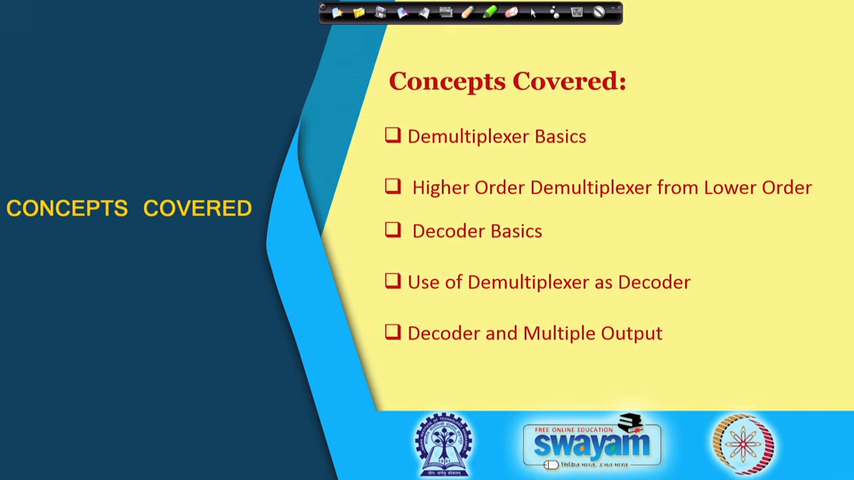 Concepts Covered:
Demultiplexer Basics
Higher Order Demultiplexer from Lower Order
CONCEPTS COVERED
Decoder Basics
Use of Demultiplexer as Decoder
Decoder and Multiple Output
FREE ONLINE EDUCATION
swayam